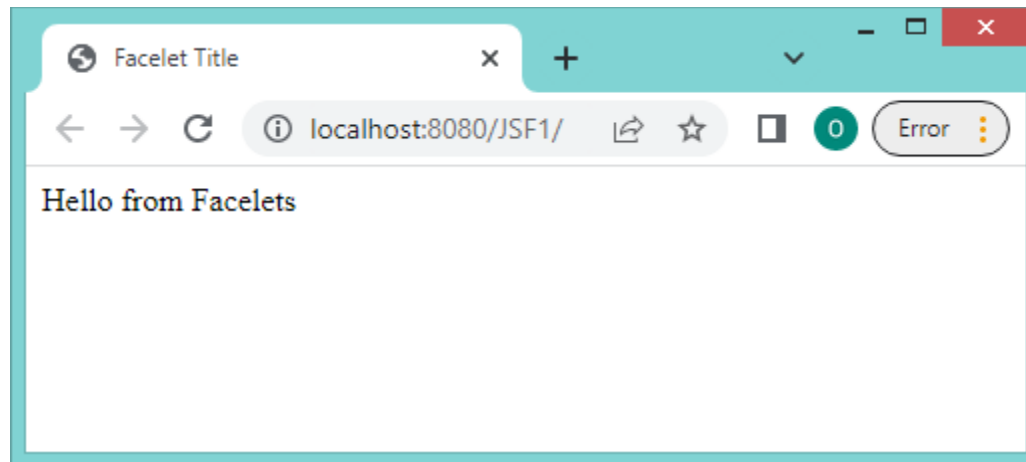 Facelet Title
localhost:8080/JSF1/
O
Error
Hello from Facelets